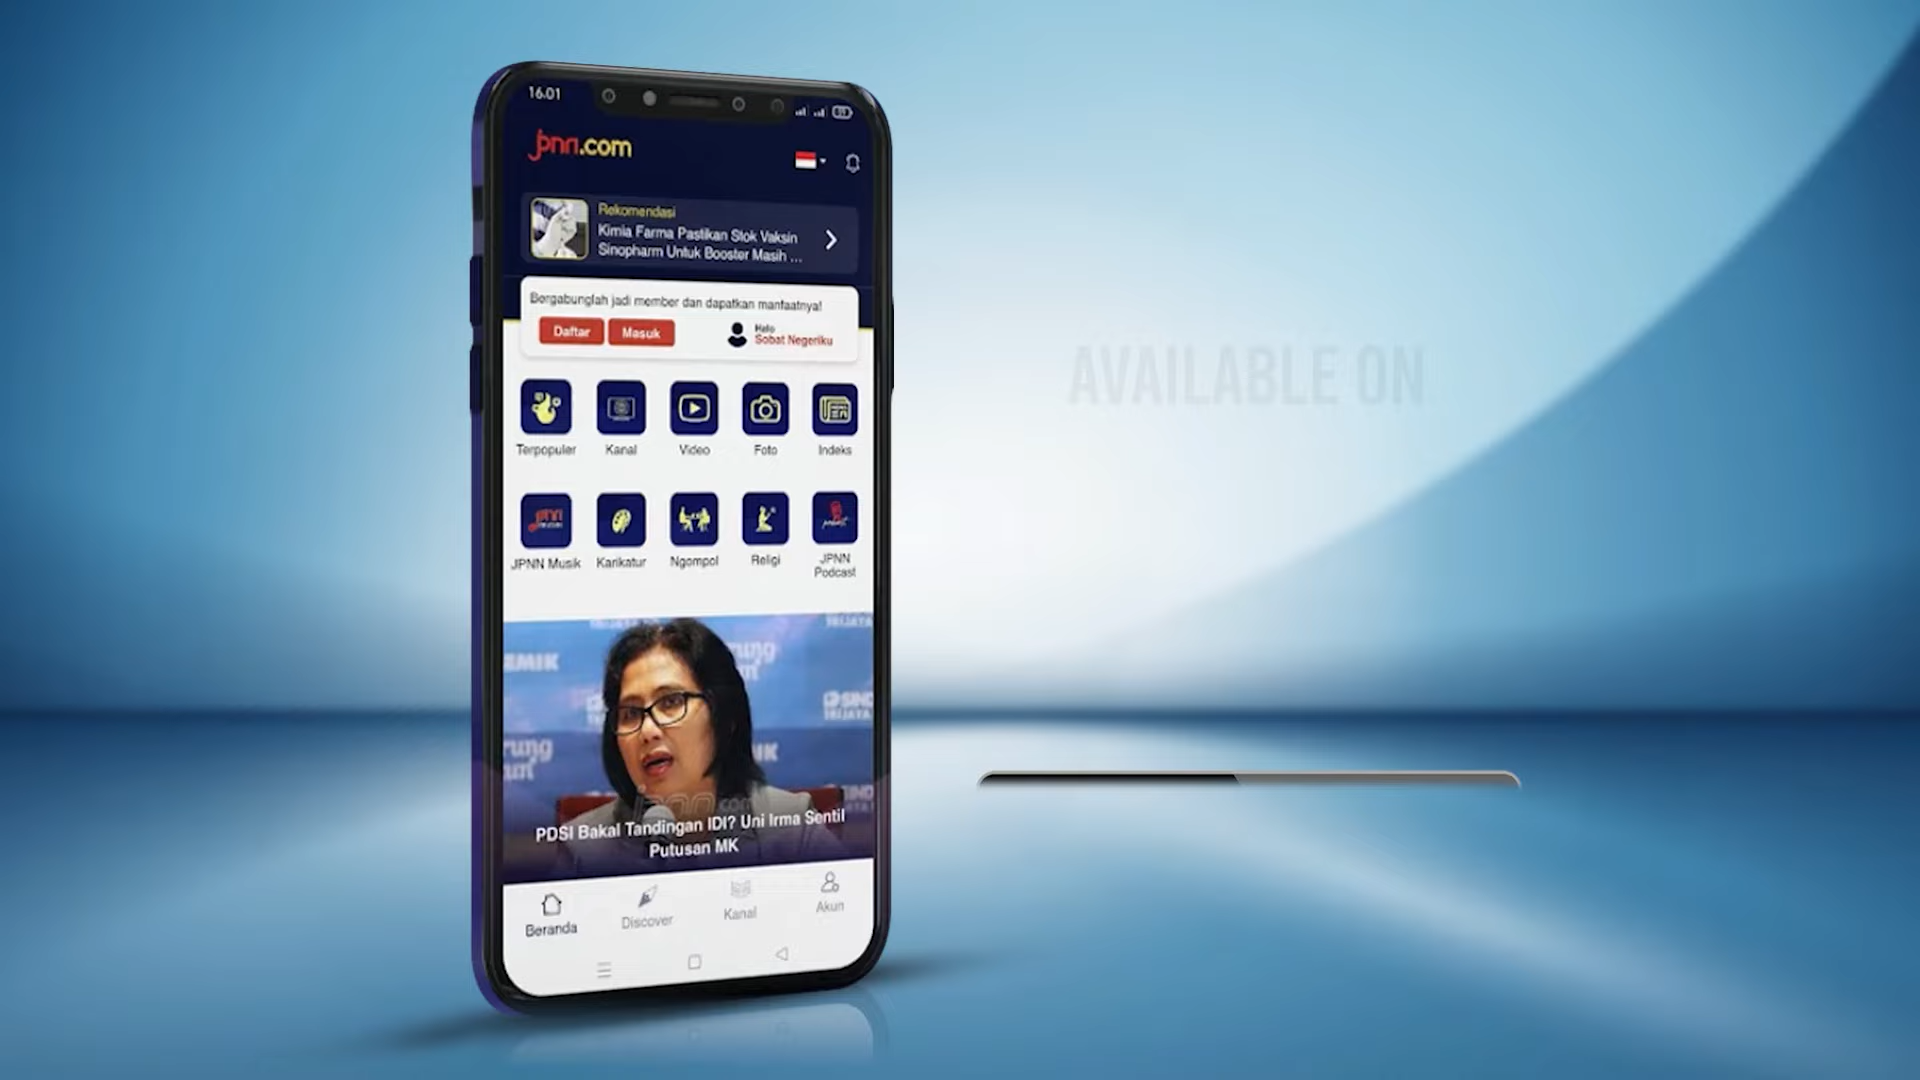 16.01
jpnn.com
Rekomendasi
Kimia Farma Pastikan Stok Vaksin
Sinopharm Untuk Booster Masih ...
Bergabunglah jadi member dan dapatkan manfaatnya!
Daftar
Masuk
Halo
Sobat Negeriku
AVAILABLE ON
Terpopuler
Kanal
Video
Foto
Indeks
JPNN Musik
Karikatur
Ngompol
Religi
JPNN
Podcast
PDSI Bakal Tandingan IDI? Uni Irma Sentil
Putusan MK
Beranda
Discover
Kanal
Akun